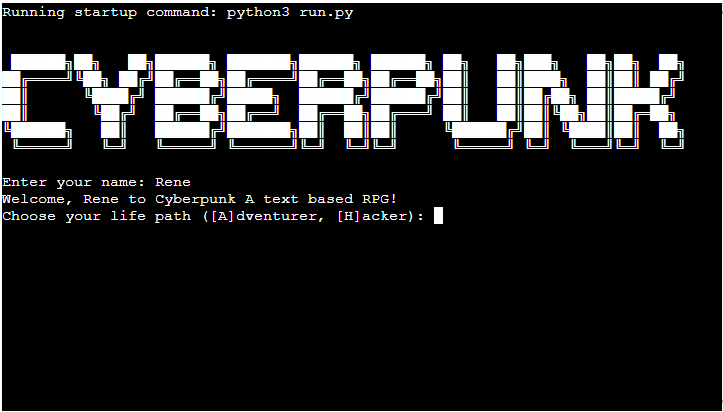 Running startup command: python3 run.py
CYBERPUNK
Enter your name: Rene
Welcome, Rene to Cyberpunk A text based RPG!
Choose your life path ([A]dventurer, [H]acker):